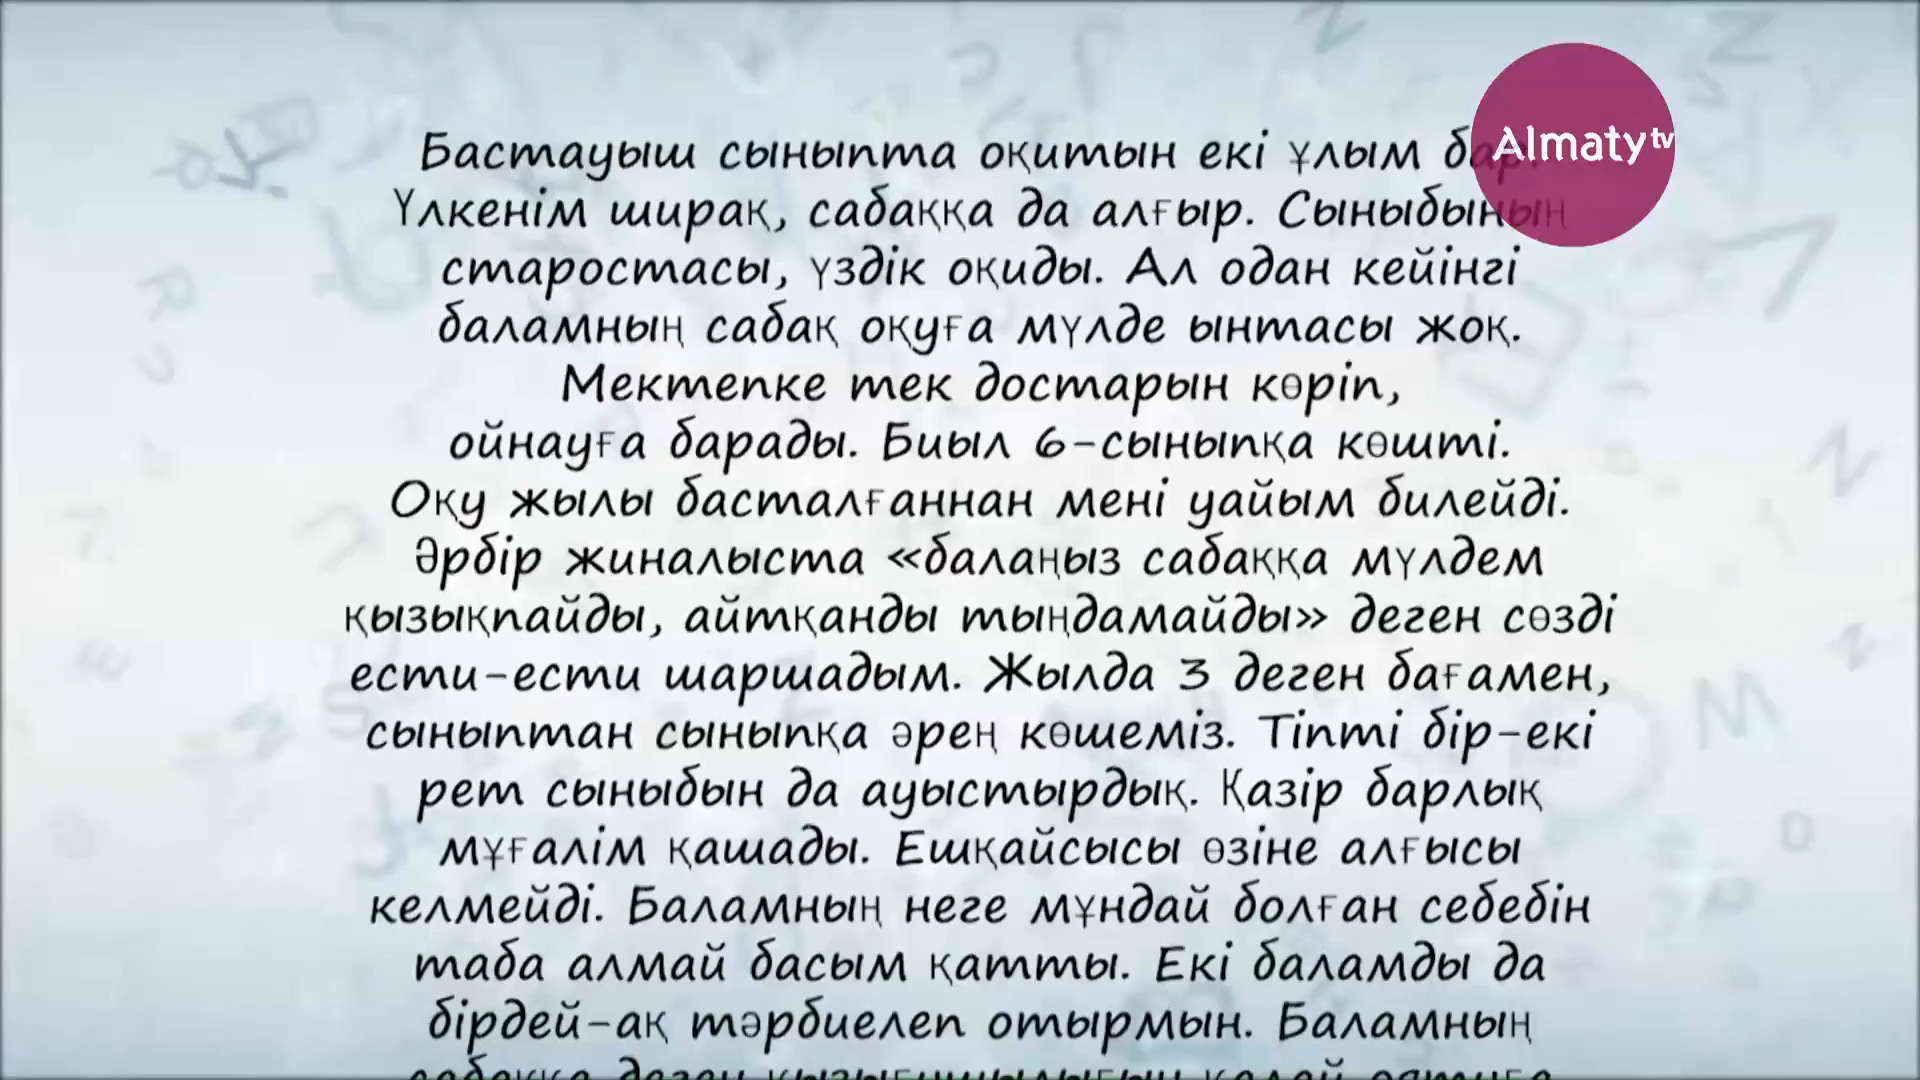 Almaty tv
Бастауыш сыныпта оқитын екі ұлым бар.
Үлкенім ширақ, сабаққа да алғыр. Сыныбының
старостасы, үздік оқиды. Ал одан кейінгі
баламның сабақ оқуға мүлде ынтасы жоқ.
Мектепке тек достарын көріп,
ойнауға барады. Биыл 6-сыныпқа көшті.
Оқу жылы басталғаннан мені уайым билейді.
Әрбір жиналыста «балаңыз сабаққа мүлдем
қызықпайды, айтқанды тыңдамайды» деген сөзді
ести-ести шаршадым. Жылда 3 деген бағамен,
сыныптан сыныпқа әрең көшеміз. Тіпті бір-екі
рет сыныбын да ауыстырдық. Қазір барлық
мұғалім қашады. Ешқайсысы өзіне алғысы
келмейді. Баламның неге мұндай болған себебін
таба алмай басым қатты. Екі баламды да
бірдей-ақ тәрбиелеп отырмын. Баламның